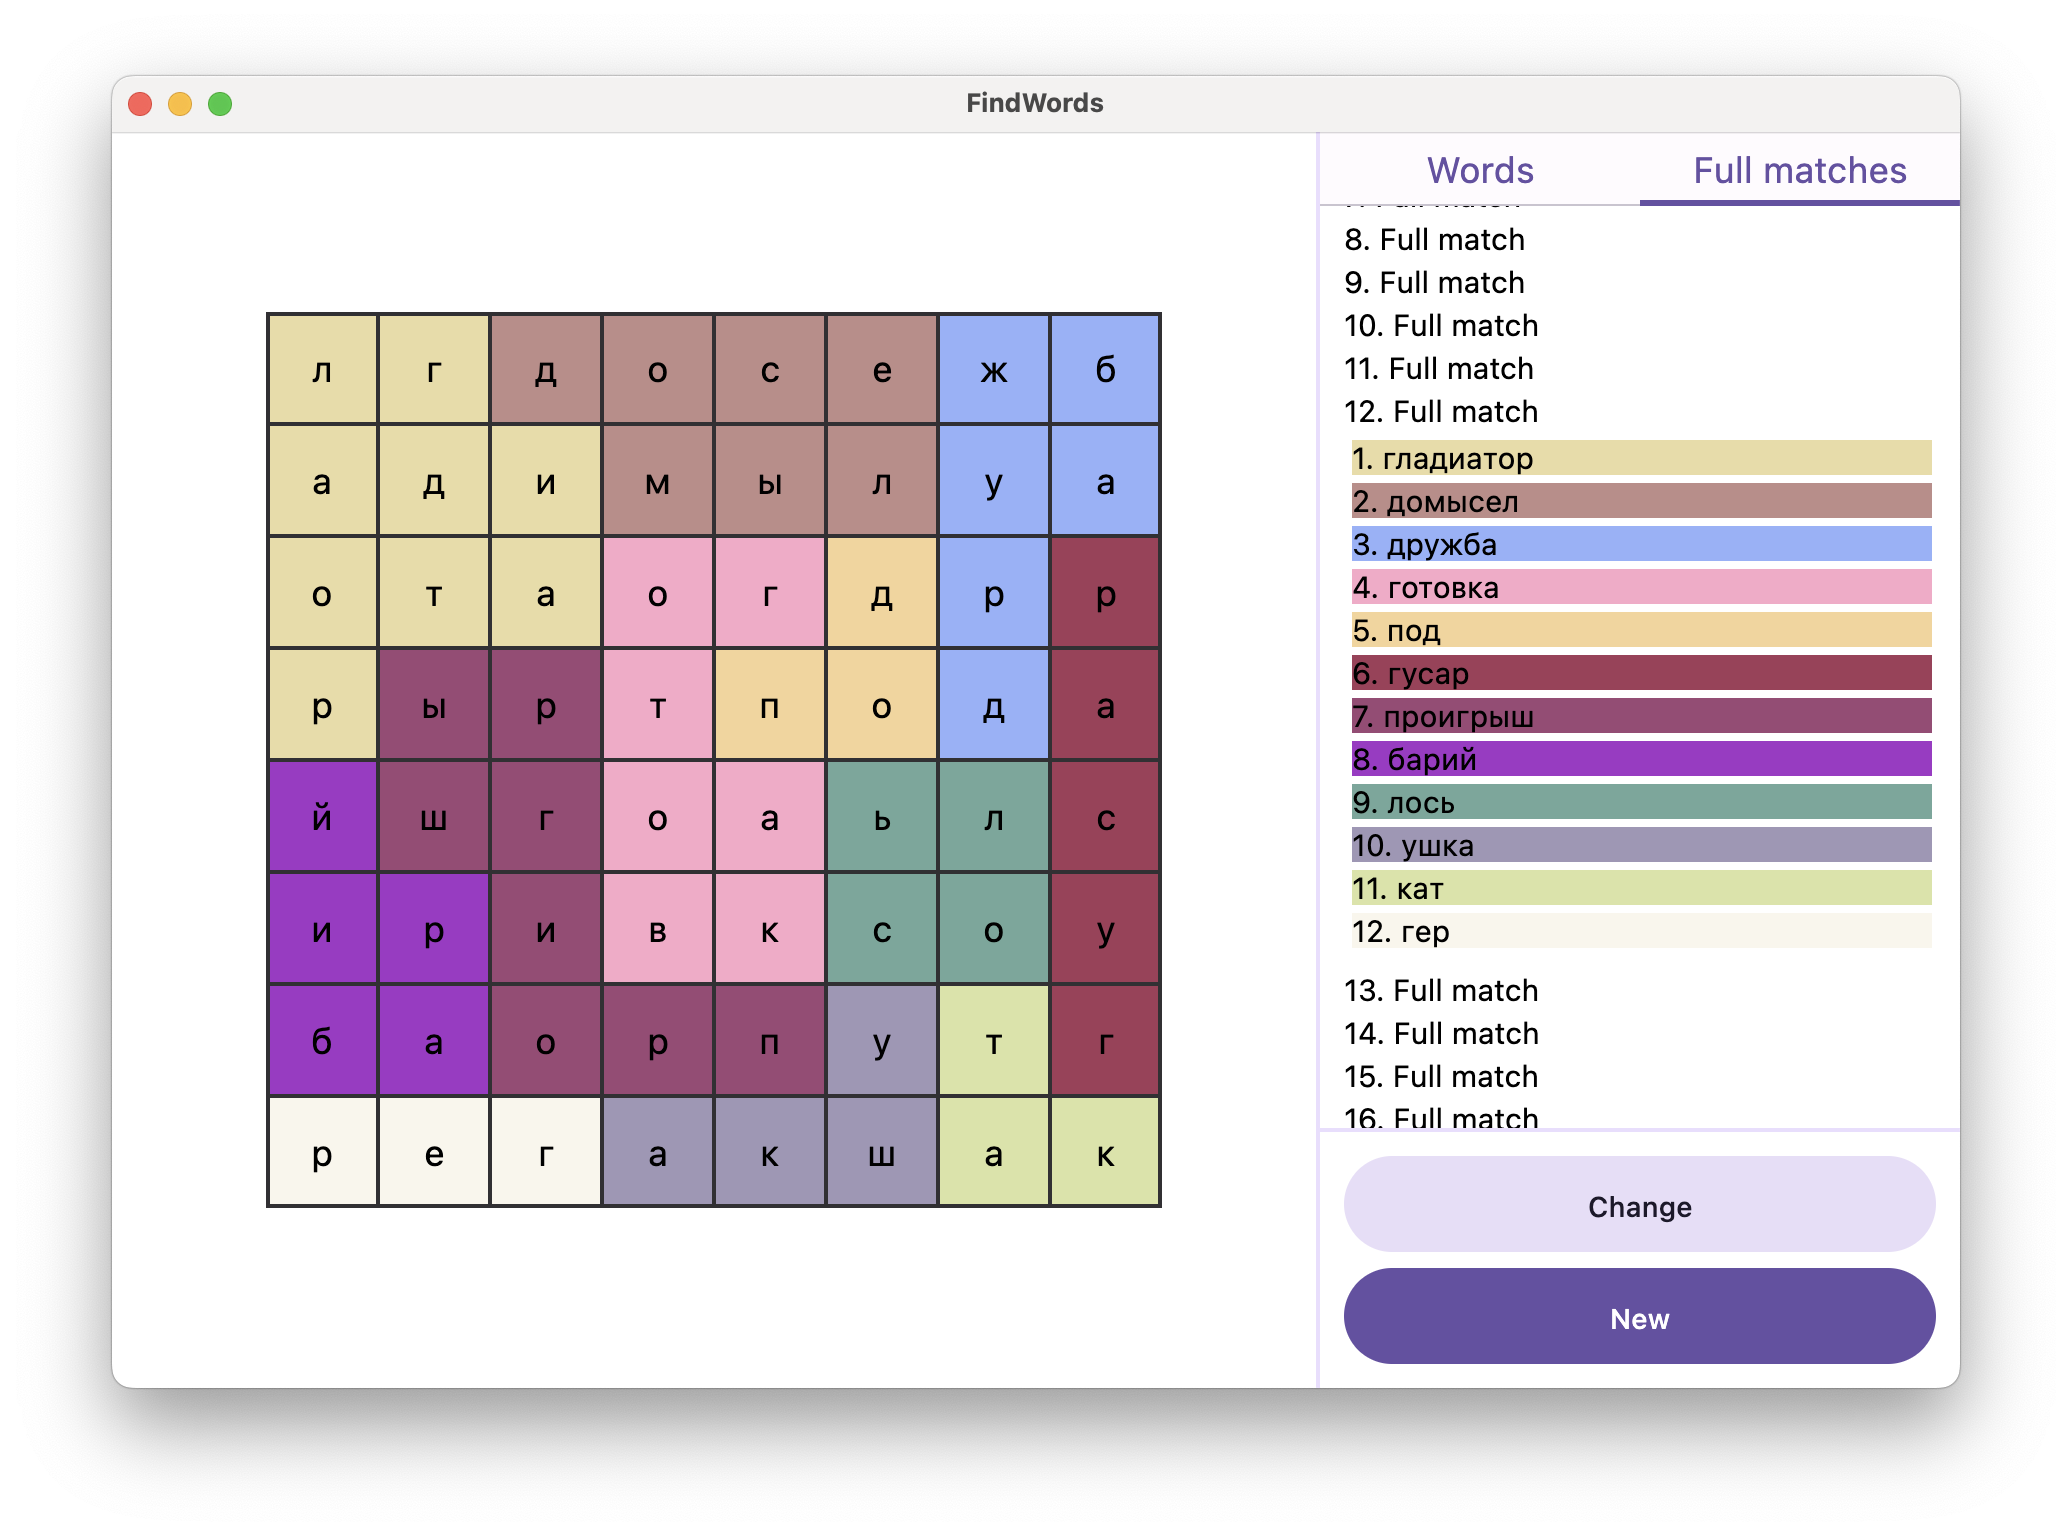 FindWords
Words
Full matches
л г д о с е ж б
а д и м ы л у а
о т а о г д р р
р ы р т п о д а
й ш г о а ь л с
и р и в к с о у
б а о р п у т г
р е г а к ш а к
8. Full match
9. Full match
10. Full match
11. Full match
12. Full match
1. гладиатор
2. домысел
3. дружба
4. готовка
5. под
6. гусар
7. проигрыш
8. барий
9. лось
10. ушка
11. кат
12. гер
13. Full match
14. Full match
15. Full match
16. Full match
Change
New